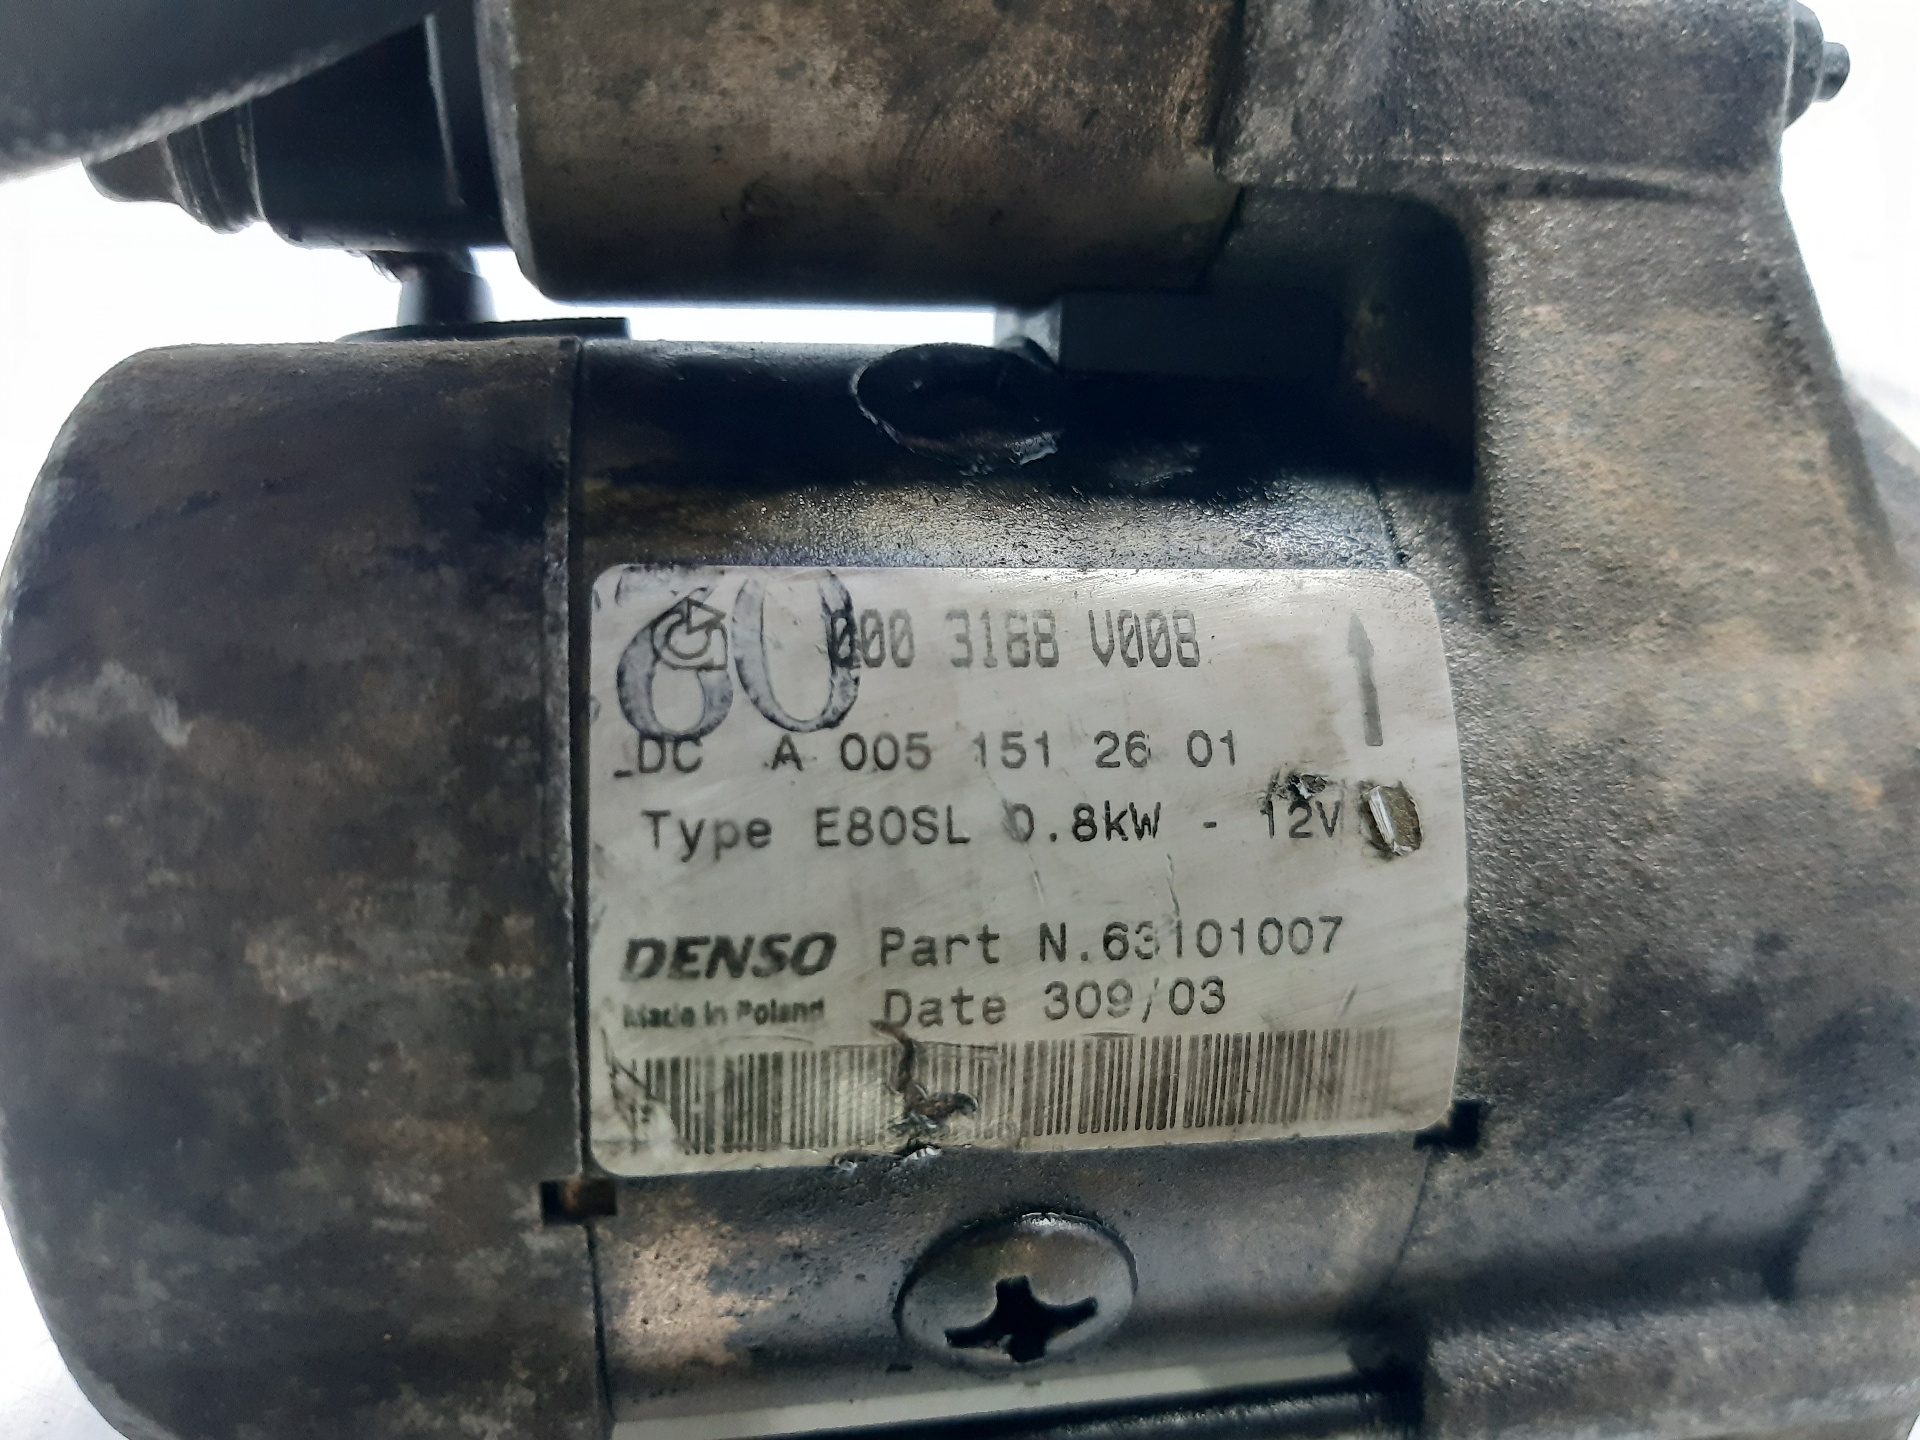 80
000 3188 V008
DC A 005 151 26 01
Type E80SL 0.8kW - 12V
DENSO Part N.63101007
Made in Poland Date 309/03